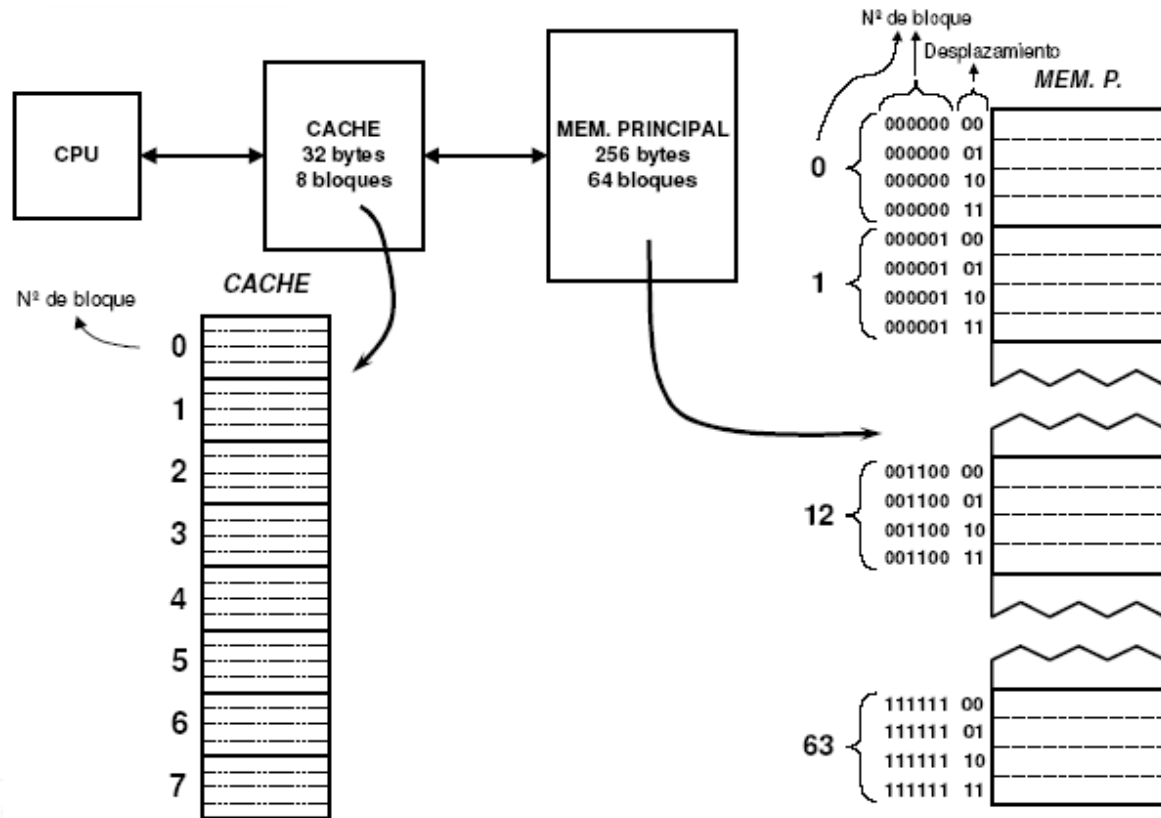 CPU
CACHE
32 bytes
8 bloques
MEM. PRINCIPAL
256 bytes
64 bloques
CACHE
Nº de bloque
0
1
2
3
4
5
6
7
Nº de bloque
Desplazamiento
MEM. P.
0
000000 00
000000 01
000000 10
000000 11
1
000001 00
000001 01
000001 10
000001 11
12
001100 00
001100 01
001100 10
001100 11
63
111111 00
111111 01
111111 10
111111 11